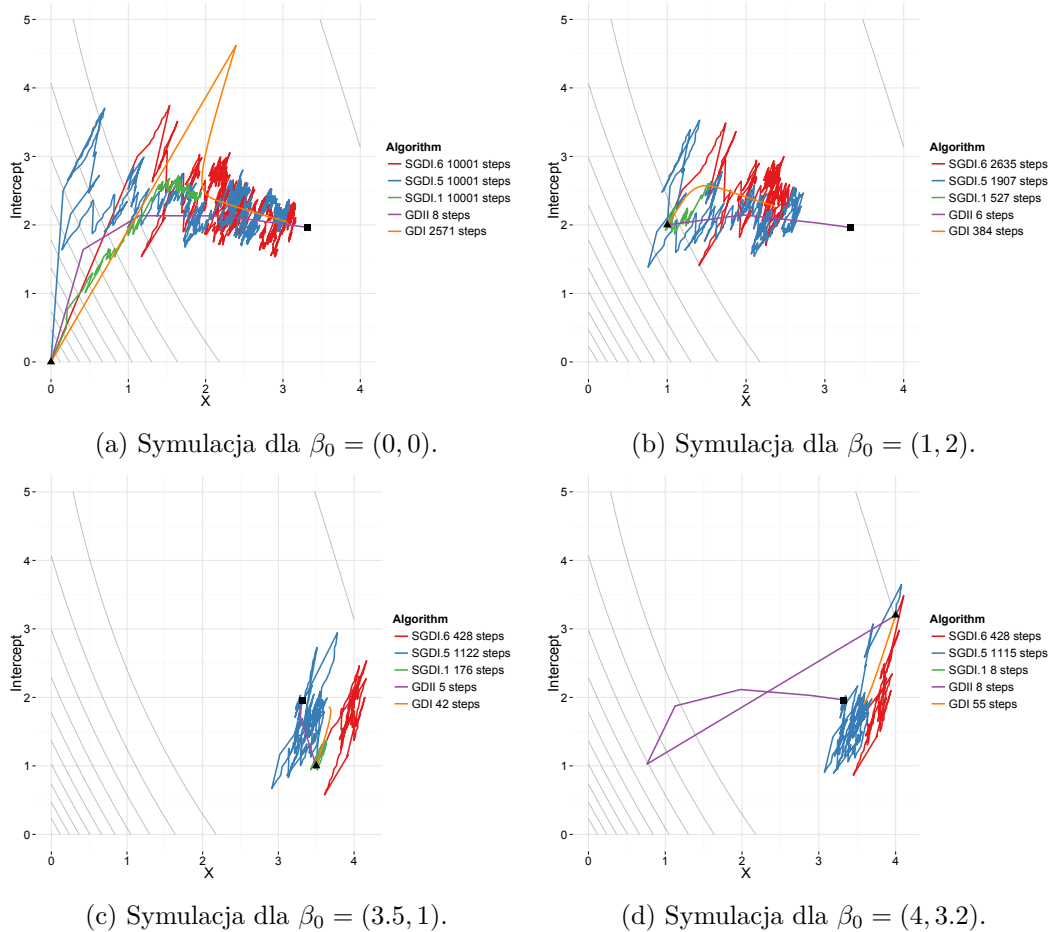 5
4
3
2
1
0
Intercept
0
1
2
3
4
X
Algorithm
SGDI.6 10001 steps
SGDI.5 10001 steps
SGDI.1 10001 steps
GDII 8 steps
GDI 2571 steps
(a) Symulacja dla β₀ = (0, 0).
5
4
3
2
1
0
Intercept
0
1
2
3
4
X
Algorithm
SGDI.6 2635 steps
SGDI.5 1907 steps
SGDI.1 527 steps
GDII 6 steps
GDI 384 steps
(b) Symulacja dla β₀ = (1, 2).
5
4
3
2
1
0
Intercept
0
1
2
3
4
X
Algorithm
SGDI.6 428 steps
SGDI.5 1122 steps
SGDI.1 176 steps
GDII 5 steps
GDI 42 steps
(c) Symulacja dla β₀ = (3.5, 1).
5
4
3
2
1
0
Intercept
0
1
2
3
4
X
Algorithm
SGDI.6 428 steps
SGDI.5 1115 steps
SGDI.1 8 steps
GDII 8 steps
GDI 55 steps
(d) Symulacja dla β₀ = (4, 3.2).